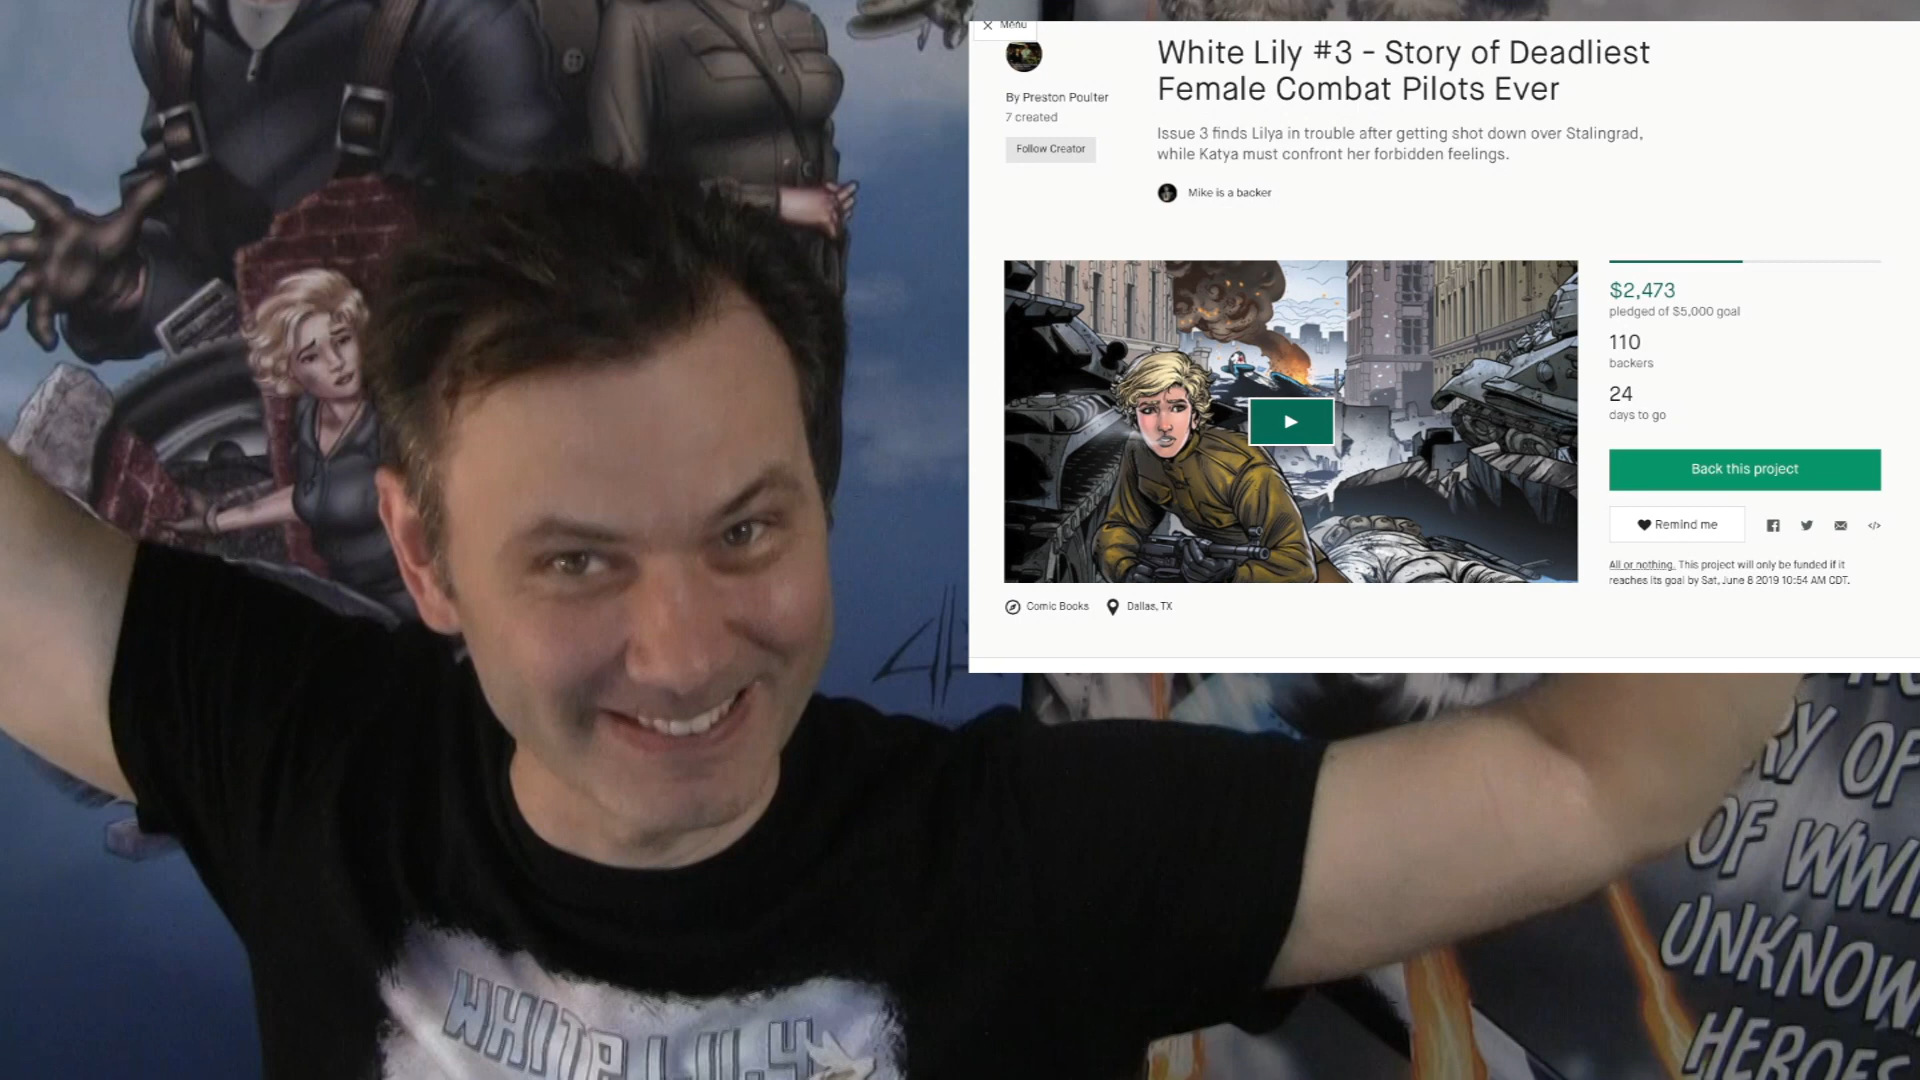 Menu
White Lily #3 - Story of Deadliest
Female Combat Pilots Ever
By Preston Poulter
7 created
Follow Creator
Issue 3 finds Lilya in trouble after getting shot down over Stalingrad,
while Katya must confront her forbidden feelings.
Mike is a backer
$2,473
pledged of $5,000 goal
110
backers
24
days to go
Back this project
Remind me
All or nothing. This project will only be funded if it
reaches its goal by Sat, June 8 2019 10:54 AM CDT.
Comic Books
Dallas, TX
WHITE LILY
OF
OF WWII
UNKNOWN
HEROES